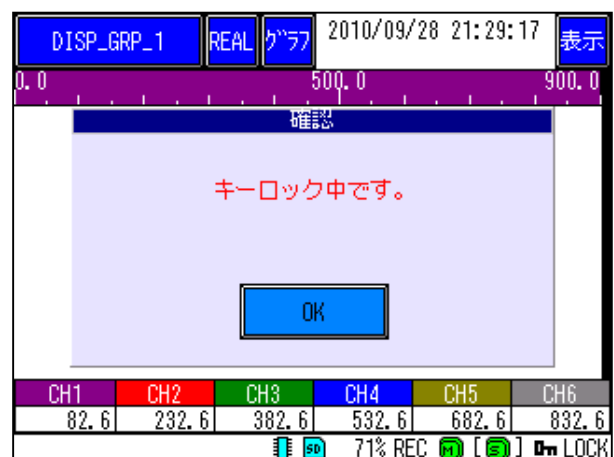 DISP_GRP_1 REAL グラフ 2010/09/28 21:29:17 表示
0.0 500.0 900.0
確認
キーロック中です。
OK
CH1 CH2 CH3 CH4 CH5 CH6
82.6 232.6 382.6 532.6 682.6 832.6
SD 71% REC M [S] LOCK